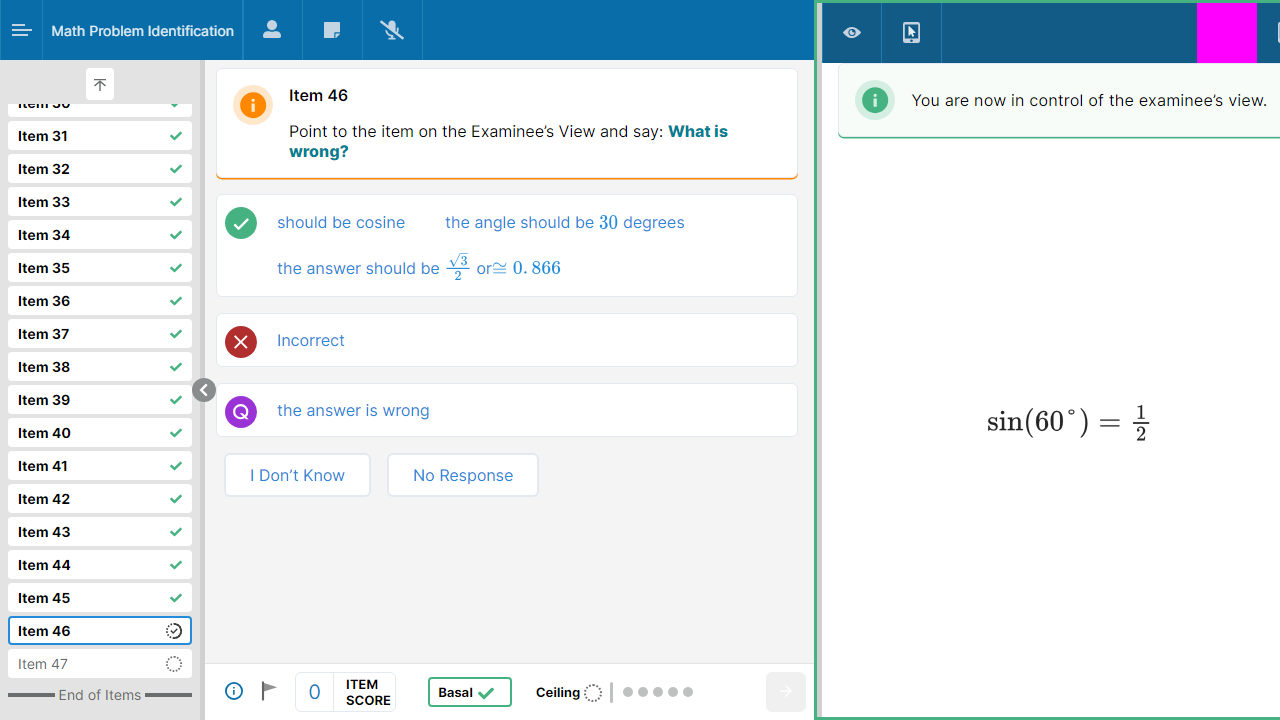 Math Problem Identification
Item 30
Item 31
Item 32
Item 33
Item 34
Item 35
Item 36
Item 37
Item 38
Item 39
Item 40
Item 41
Item 42
Item 43
Item 44
Item 45
Item 46
Item 47
End of Items
Item 46
Point to the item on the Examinee's View and say: What is
wrong?
should be cosine the angle should be 30 degrees
the answer should be √3/2 or≅ 0.866
Incorrect
Q the answer is wrong
I Don't Know No Response
0 ITEM SCORE Basal Ceiling
You are now in control of the examinee's view.
sin(60°) = 1/2